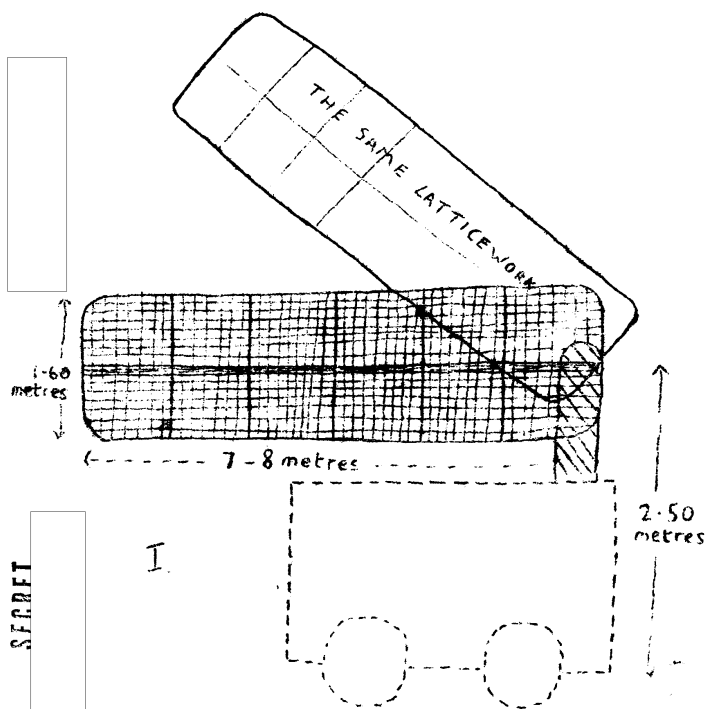 THE SAME LATTICEWORK
1·60
metres
7-8 metres
2·50
metres
I
SECRET